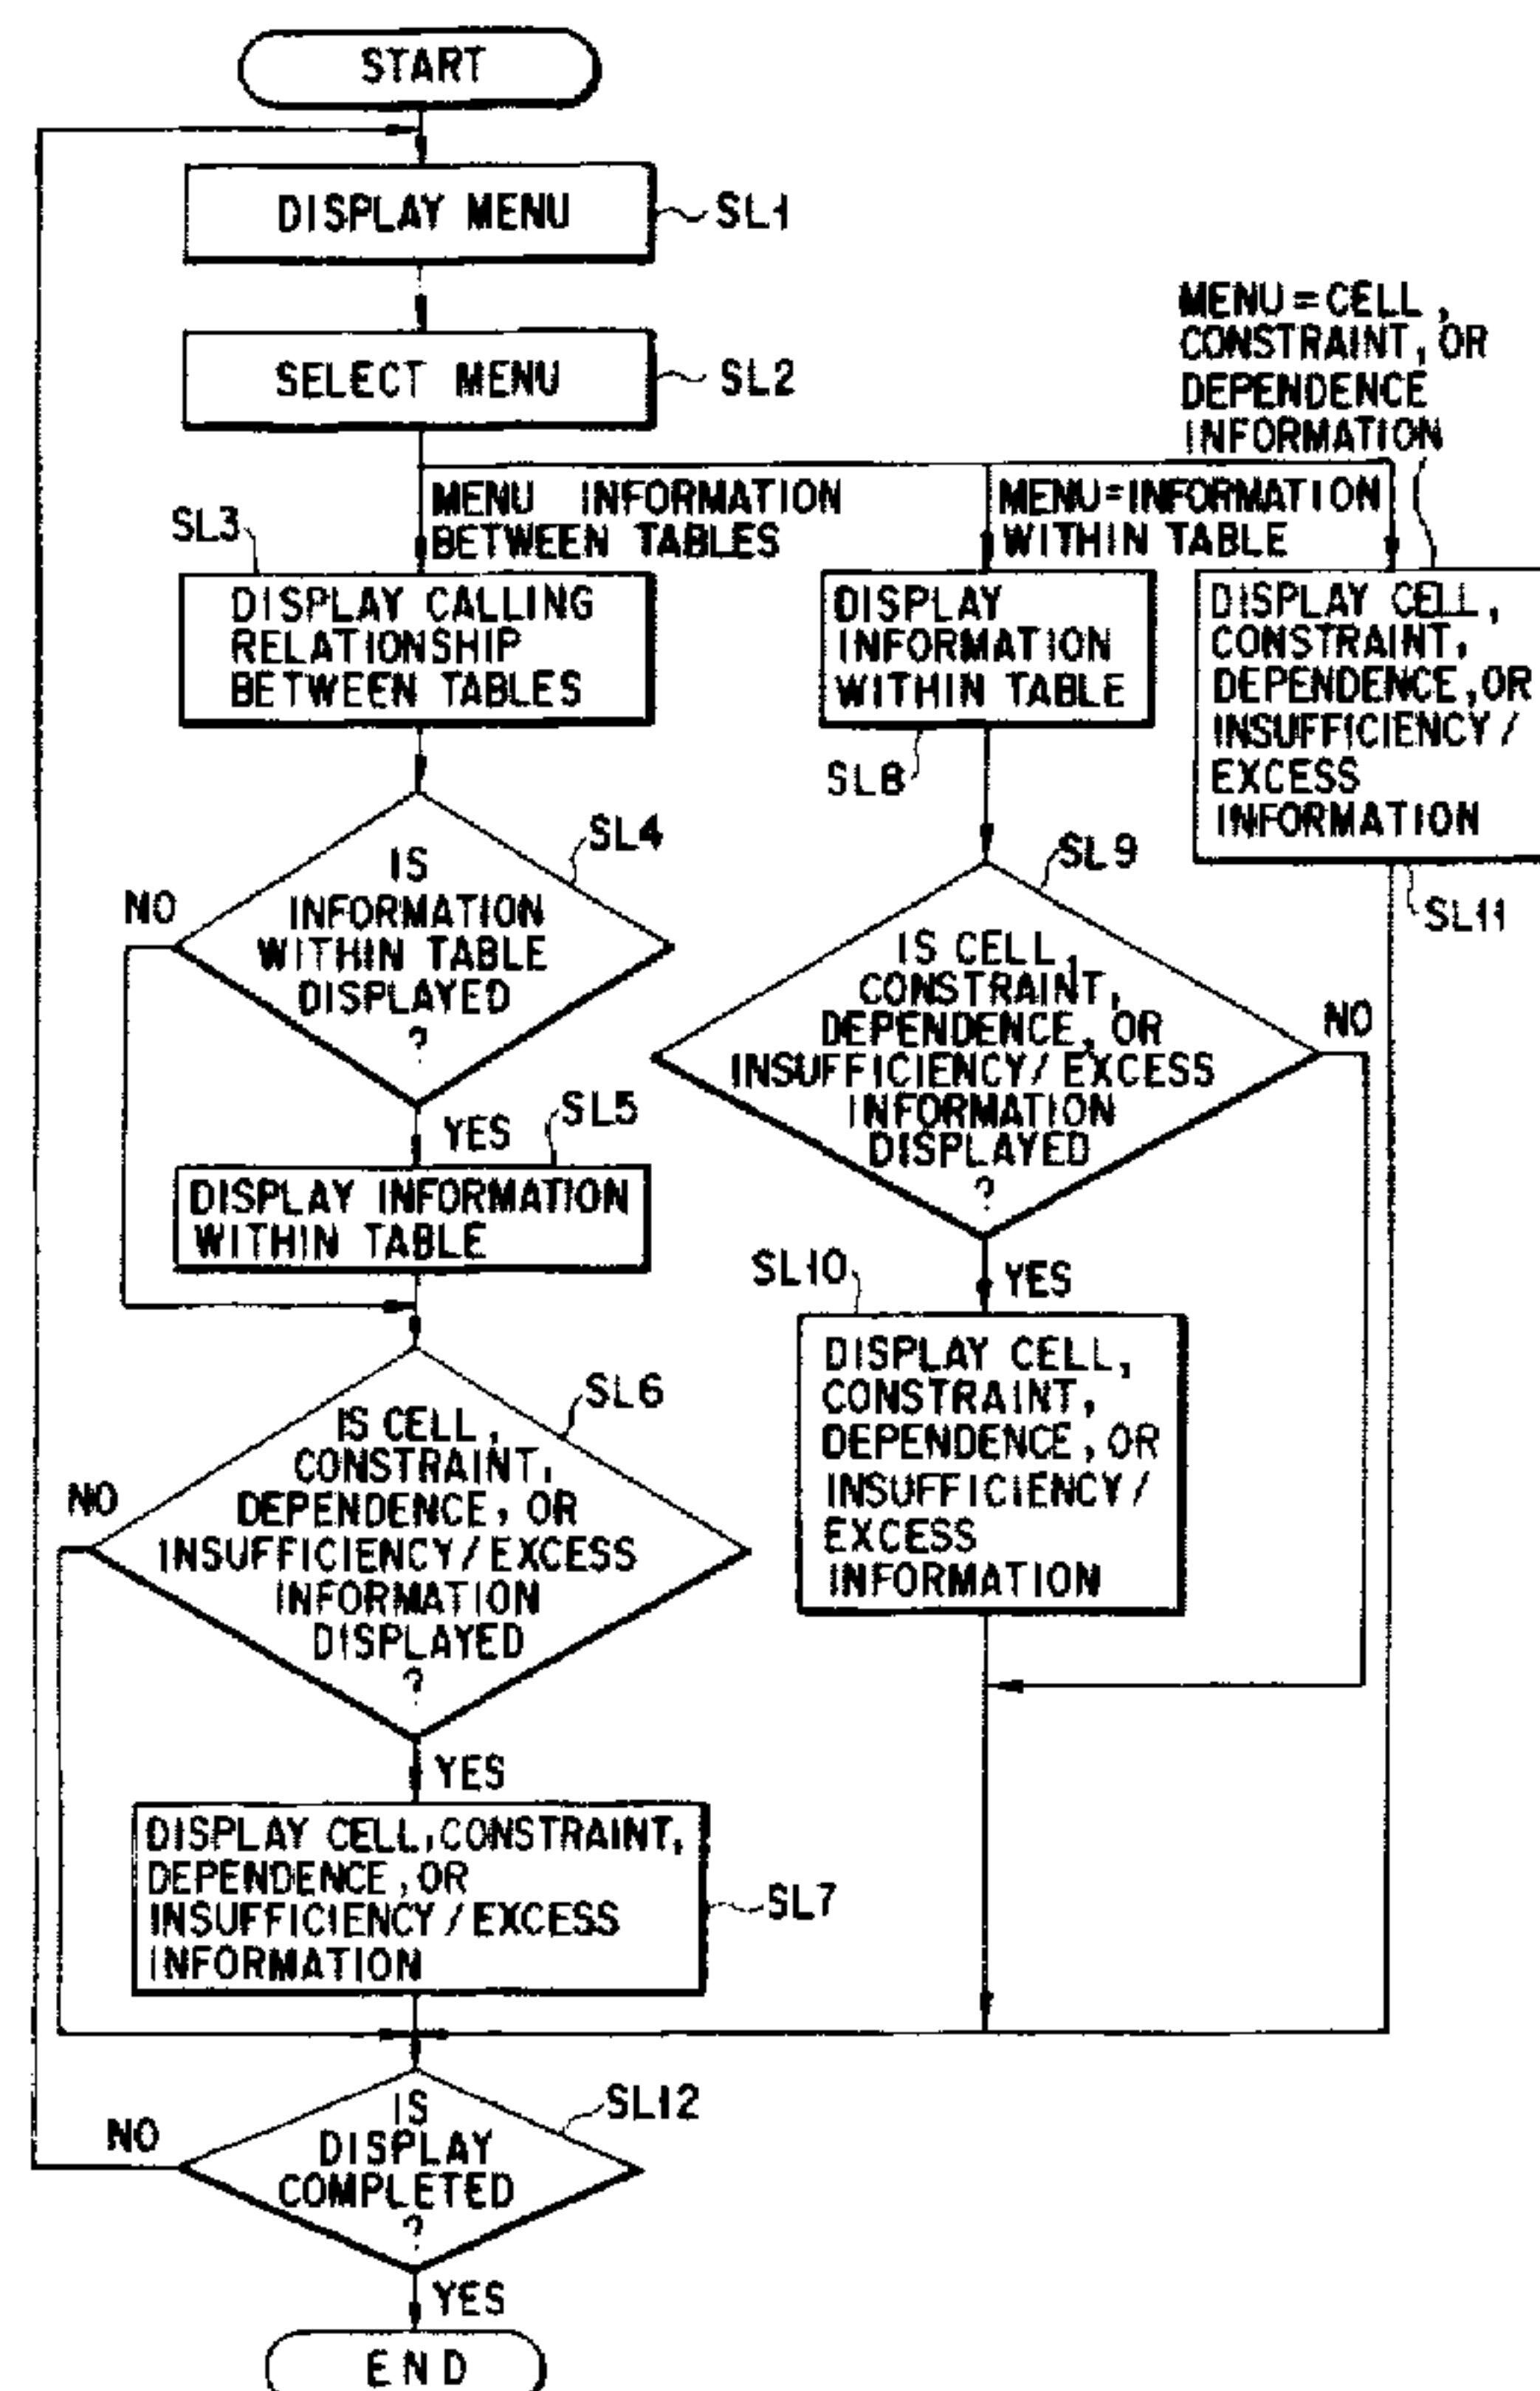 START
DISPLAY MENU
SL1
SELECT MENU
SL2
MENU=CELL,
CONSTRAINT, OR
DEPENDENCE
INFORMATION
MENU INFORMATION
BETWEEN TABLES
MENU=INFORMATION
WITHIN TABLE
SL3
DISPLAY CALLING
RELATIONSHIP
BETWEEN TABLES
DISPLAY
INFORMATION
WITHIN TABLE
SL8
DISPLAY CELL,
CONSTRAINT,
DEPENDENCE, OR
INSUFFICIENCY/
EXCESS
INFORMATION
SL11
SL4
IS
INFORMATION
WITHIN TABLE
DISPLAYED
?
NO
YES
SL9
IS CELL,
CONSTRAINT,
DEPENDENCE, OR
INSUFFICIENCY/EXCESS
INFORMATION
DISPLAYED
?
NO
YES
SL5
DISPLAY INFORMATION
WITHIN TABLE
SL10
DISPLAY CELL,
CONSTRAINT,
DEPENDENCE, OR
INSUFFICIENCY/
EXCESS
INFORMATION
SL6
IS CELL,
CONSTRAINT,
DEPENDENCE, OR
INSUFFICIENCY/EXCESS
INFORMATION
DISPLAYED
?
NO
YES
DISPLAY CELL, CONSTRAINT,
DEPENDENCE, OR
INSUFFICIENCY/EXCESS
INFORMATION
SL7
SL12
IS
DISPLAY
COMPLETED
?
NO
YES
END